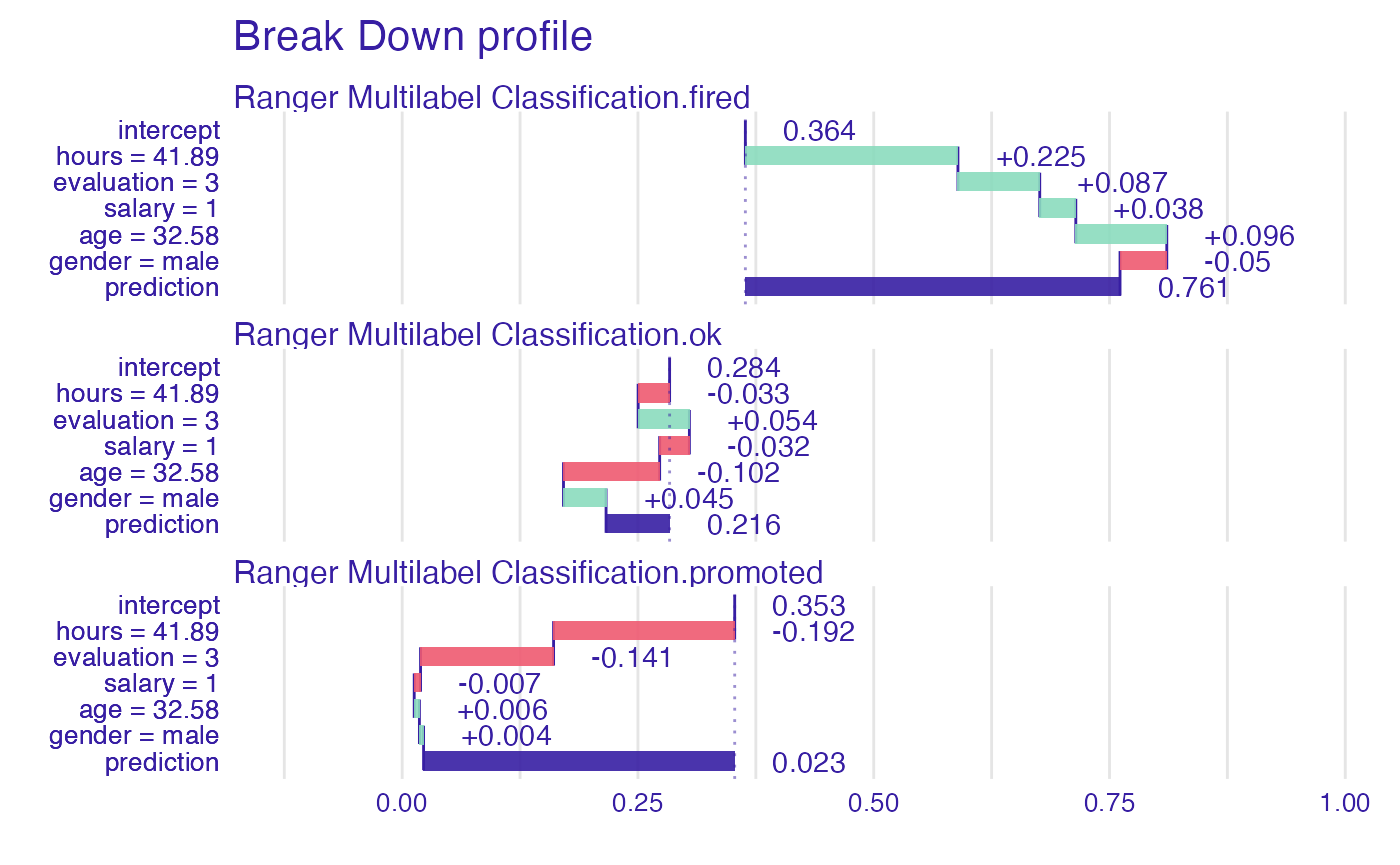 Break Down profile
Ranger Multilabel Classification.fired
intercept 0.364
hours = 41.89 +0.225
evaluation = 3 +0.087
salary = 1 +0.038
age = 32.58 +0.096
gender = male -0.05
prediction 0.761
Ranger Multilabel Classification.ok
intercept 0.284
hours = 41.89 -0.033
evaluation = 3 +0.054
salary = 1 -0.032
age = 32.58 -0.102
gender = male +0.045
prediction 0.216
Ranger Multilabel Classification.promoted
intercept 0.353
hours = 41.89 -0.192
evaluation = 3 -0.141
salary = 1 -0.007
age = 32.58 +0.006
gender = male +0.004
prediction 0.023
0.00 0.25 0.50 0.75 1.00